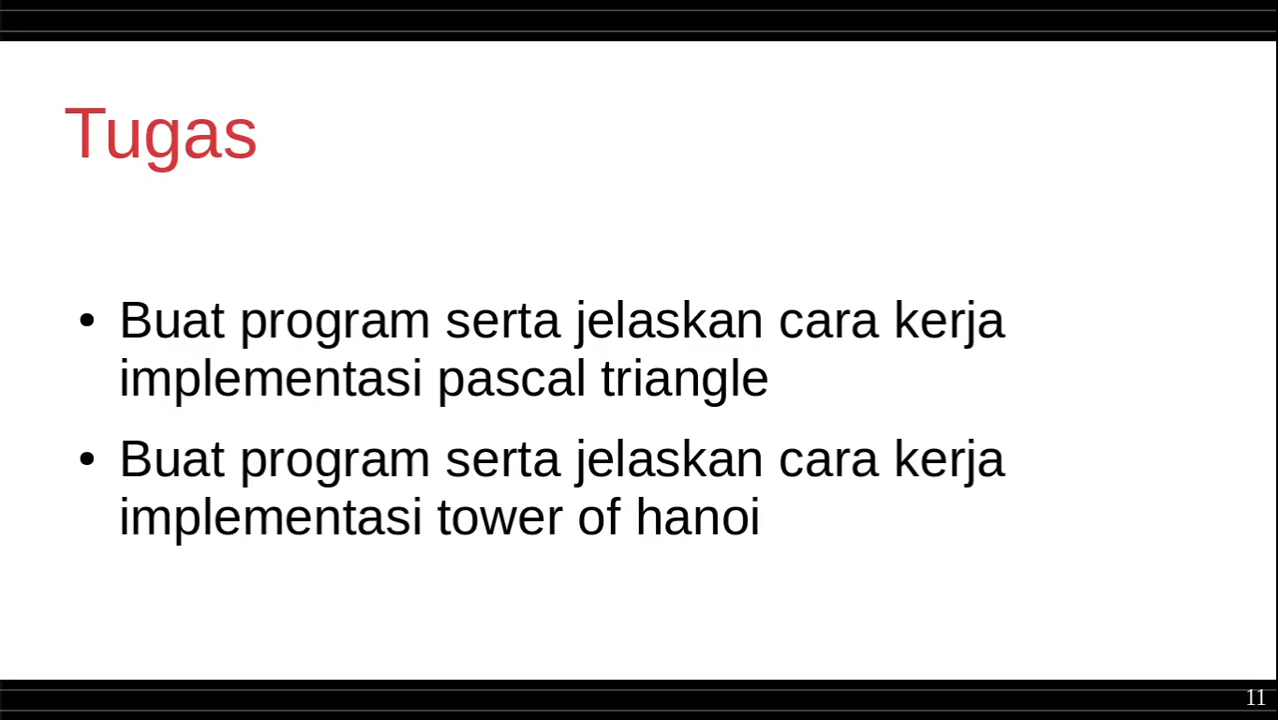 Tugas
• Buat program serta jelaskan cara kerja
implementasi pascal triangle
• Buat program serta jelaskan cara kerja
implementasi tower of hanoi
11